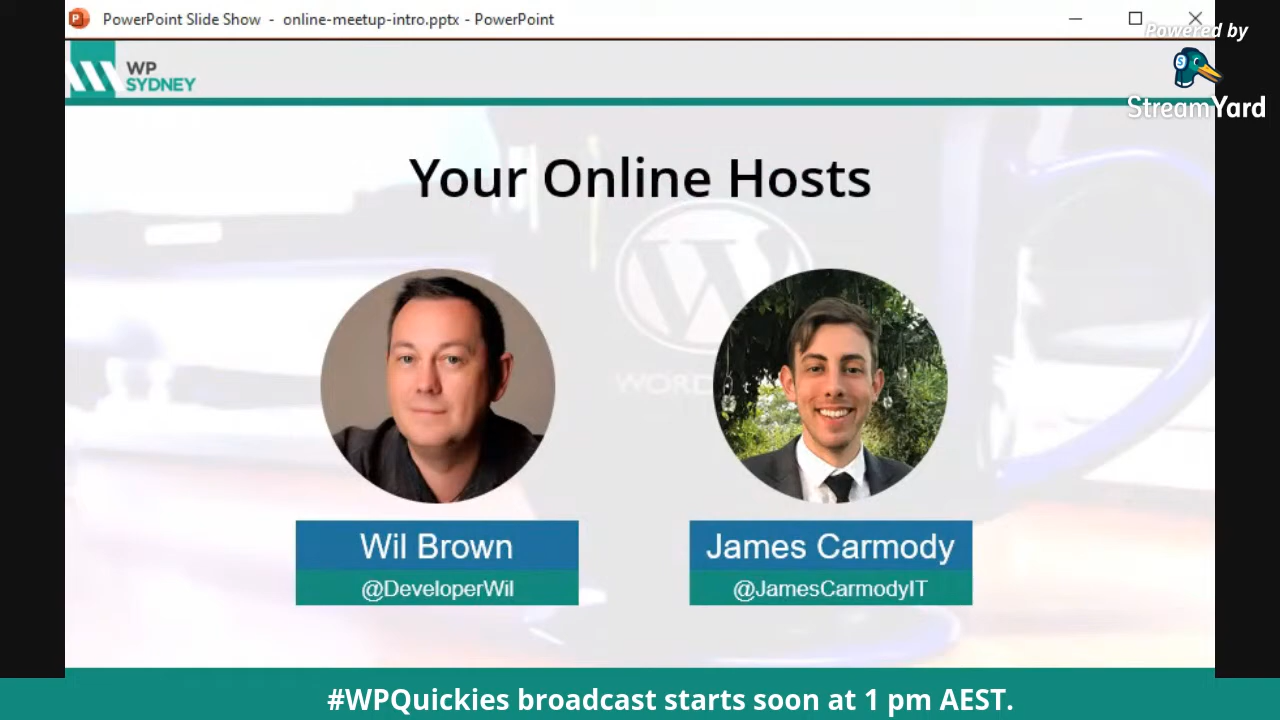 PowerPoint Slide Show - online-meetup-intro.pptx - PowerPoint
Powered by
StreamYard
WP
SYDNEY
Your Online Hosts
WORD
Wil Brown
@DeveloperWil
James Carmody
@JamesCarmodyIT
#WPQuickies broadcast starts soon at 1 pm AEST.